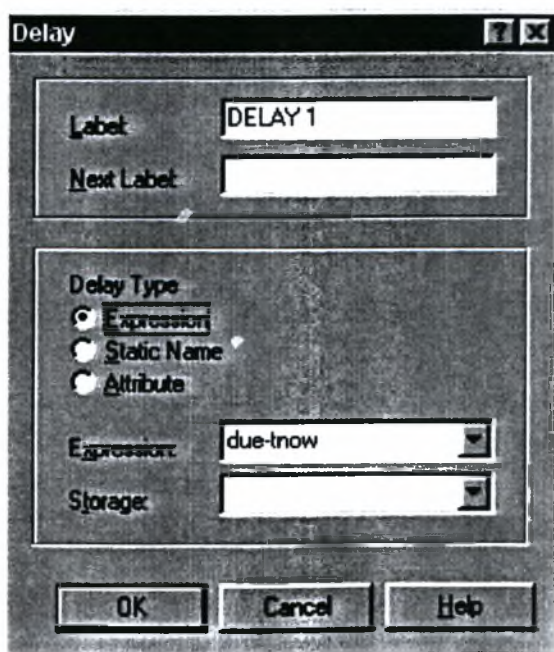 Delay
Label:
DELAY 1
Next Label:
Delay Type
Expression
Static Name
Attribute
Expression:
due-tnow
Storage:
OK Cancel Help